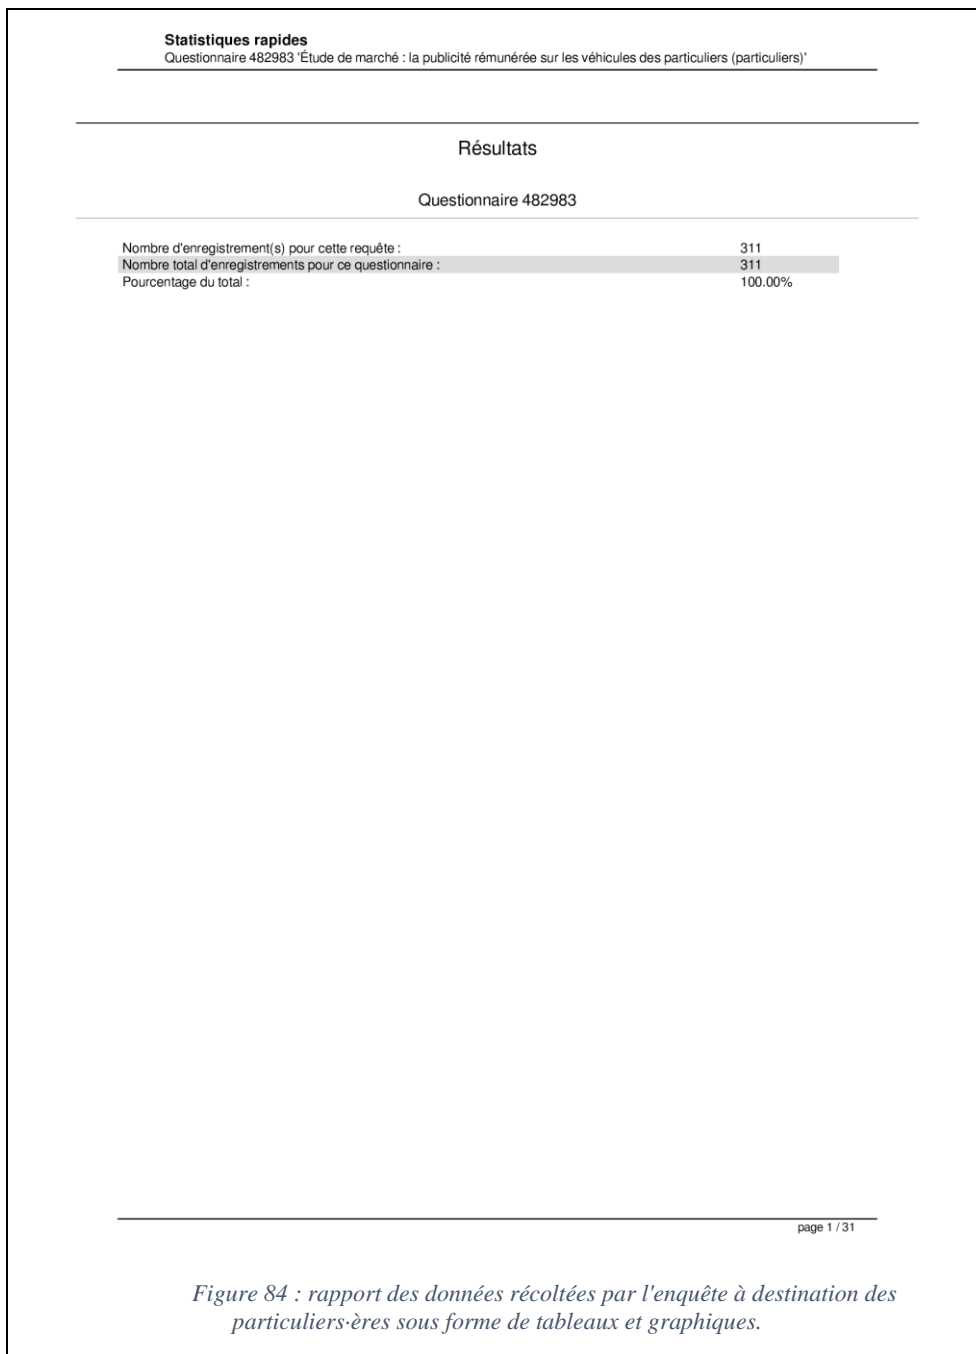 Statistiques rapides
Questionnaire 482983 'Étude de marché : la publicité rémunérée sur les véhicules des particuliers (particuliers)'
Résultats
Questionnaire 482983
Nombre d'enregistrement(s) pour cette requête : 311
Nombre total d'enregistrements pour ce questionnaire : 311
Pourcentage du total : 100.00%
page 1 / 31
Figure 84 : rapport des données récoltées par l'enquête à destination des
particuliers·ères sous forme de tableaux et graphiques.